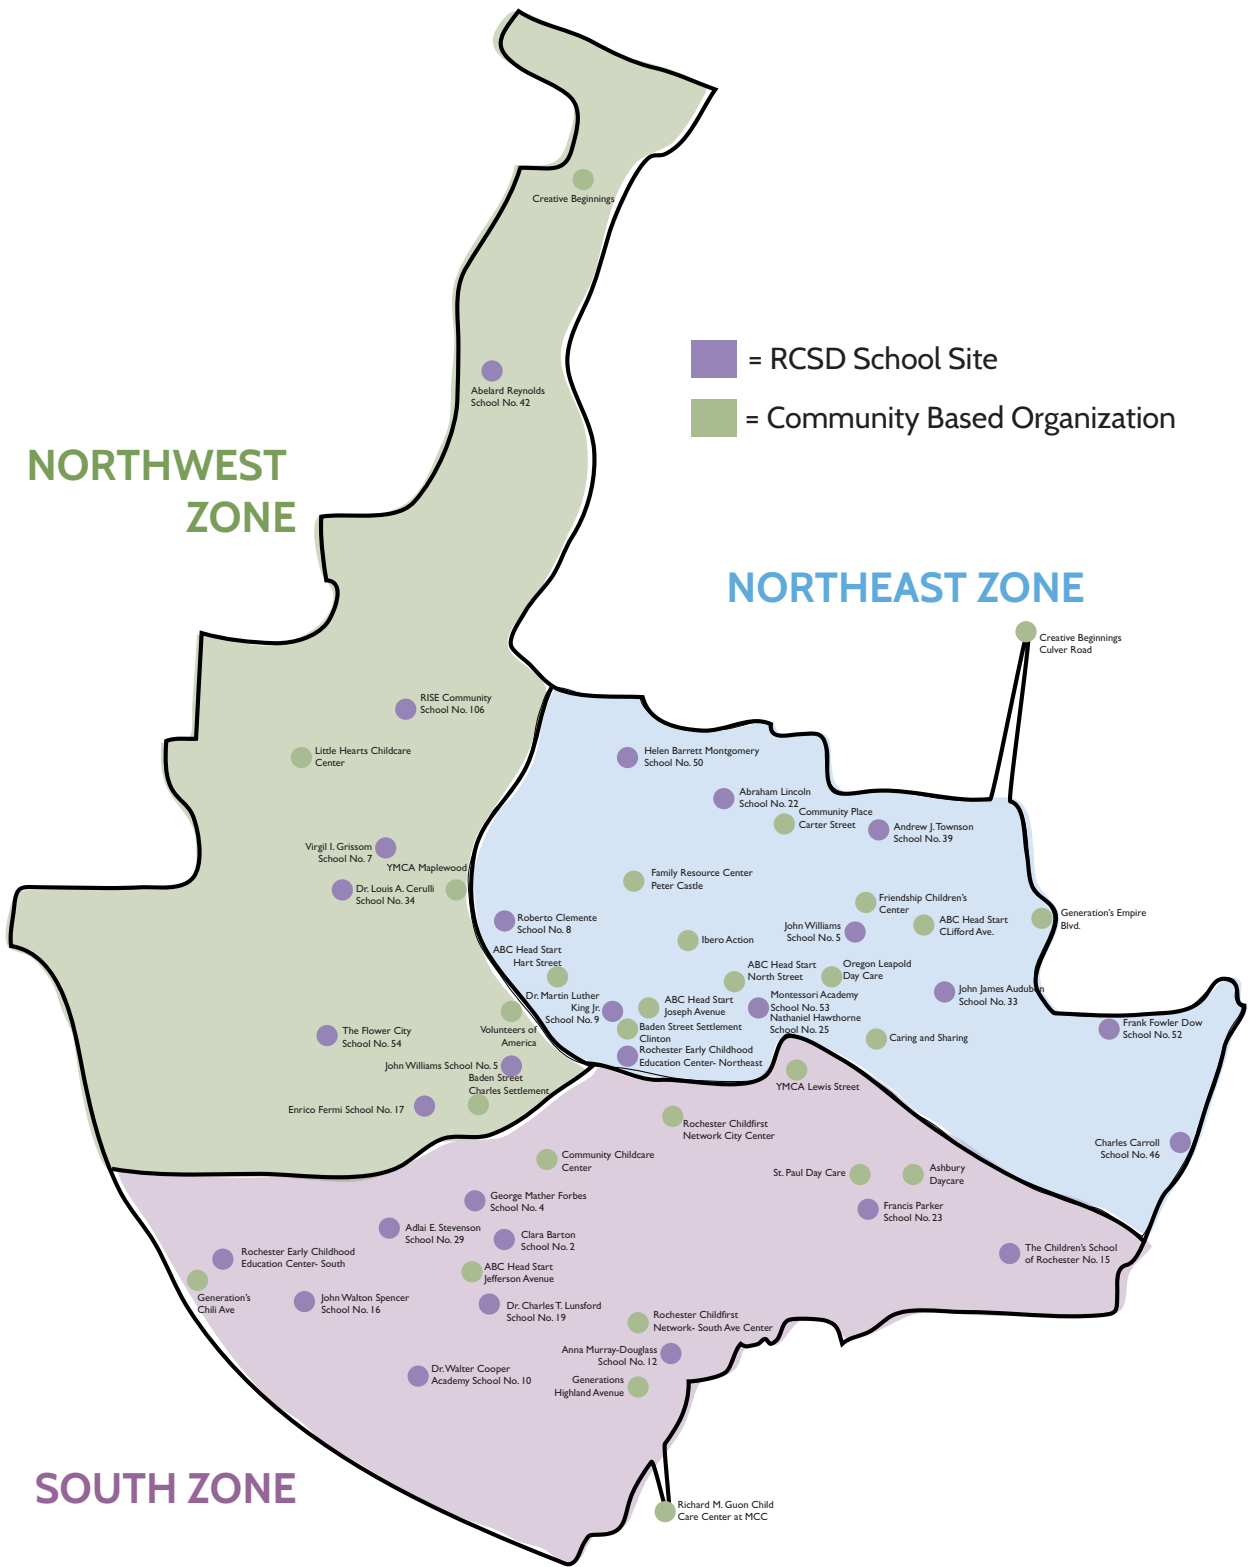 Creative Beginnings
= RCSD School Site
Abelard Reynolds
School No. 42
= Community Based Organization
NORTHWEST
ZONE
NORTHEAST ZONE
Creative Beginnings
Culver Road
RISE Community
School No. 106
Little Hearts Childcare
Center
Helen Barrett Montgomery
School No. 50
Abraham Lincoln
School No. 22
Community Place
Carter Street
Andrew J. Townson
School No. 39
Virgil I. Grissom
School No. 7
YMCA Maplewood
Dr. Louis A. Cerulli
School No. 34
Family Resource Center
Peter Castle
Friendship Children's
Center
Roberto Clemente
School No. 8
John Williams
School No. 5
ABC Head Start
CLifford Ave.
Generation's Empire
Blvd.
Ibero Action
ABC Head Start
Hart Street
ABC Head Start
North Street
Oregon Leapold
Day Care
Dr. Martin Luther
King Jr.
School No. 9
ABC Head Start
Joseph Avenue
Montessori Academy
School No. 53
Nathaniel Hawthorne
School No. 25
John James Audubon
School No. 33
The Flower City
School No. 54
Volunteers of
America
Baden Street Settlement
Clinton
Rochester Early Childhood
Education Center- Northeast
Caring and Sharing
Frank Fowler Dow
School No. 52
John Williams School No. 5
Baden Street
Charles Settlement
YMCA Lewis Street
Enrico Fermi School No. 17
Rochester Childfirst
Network City Center
Charles Carroll
School No. 46
Community Childcare
Center
St. Paul Day Care
Ashbury
Daycare
George Mather Forbes
School No. 4
Francis Parker
School No. 23
Adlai E. Stevenson
School No. 29
Clara Barton
School No. 2
The Children's School
of Rochester No. 15
Rochester Early Childhood
Education Center- South
ABC Head Start
Jefferson Avenue
Generation's
Chili Ave
John Walton Spencer
School No. 16
Dr. Charles T. Lunsford
School No. 19
Rochester Childfirst
Network- South Ave Center
Anna Murray-Douglass
School No. 12
Dr. Walter Cooper
Academy School No. 10
Generations
Highland Avenue
SOUTH ZONE
Richard M. Guon Child
Care Center at MCC